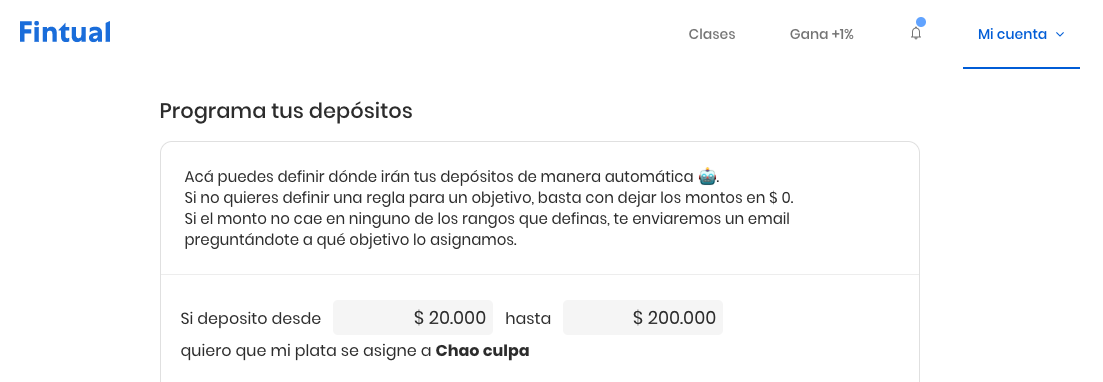 Fintual
Clases
Gana +1%
Mi cuenta
Programa tus depósitos
Acá puedes definir dónde irán tus depósitos de manera automática 🤖.
Si no quieres definir una regla para un objetivo, basta con dejar los montos en $ 0.
Si el monto no cae en ninguno de los rangos que definas, te enviaremos un email
preguntándote a qué objetivo lo asignamos.
Si deposito desde $ 20.000 hasta $ 200.000
quiero que mi plata se asigne a Chao culpa